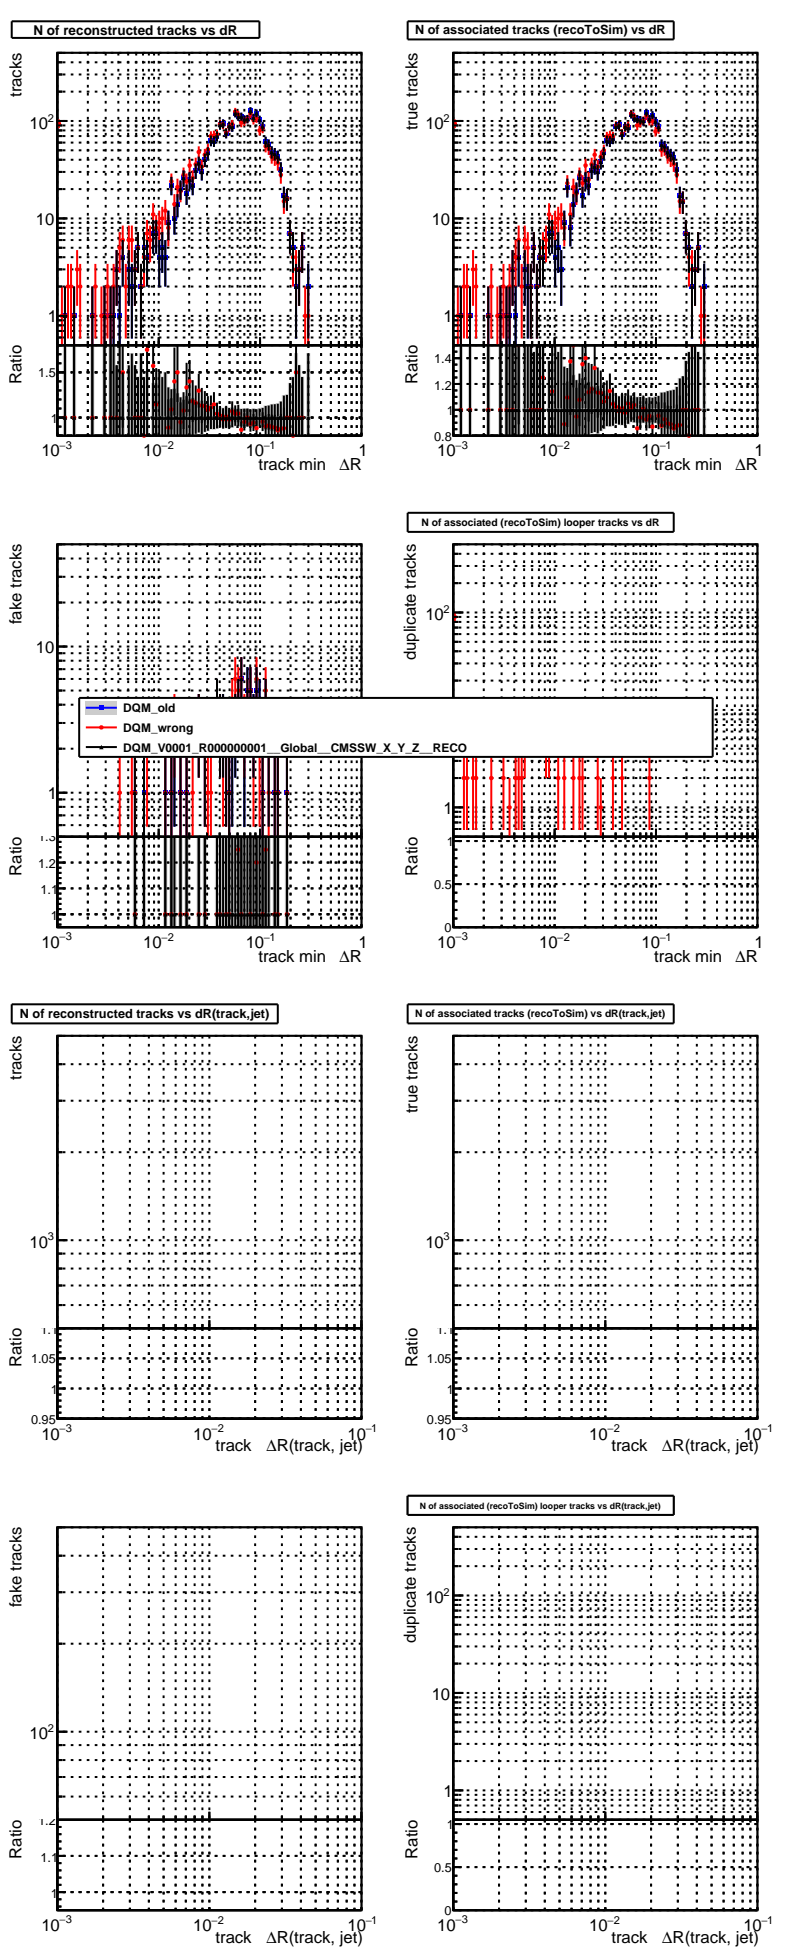 N of reconstructed tracks vs dR
tracks
10²
10
1
Ratio
1.5
1
10⁻³ 10⁻² 10⁻¹ 1
track min ΔR
N of associated tracks (recoToSim) vs dR
true tracks
10²
10
1
Ratio
1.4
1.2
1
0.8
10⁻³ 10⁻² 10⁻¹ 1
track min ΔR
fake tracks
10
1
Ratio
1.3
1.2
1.1
1
10⁻³ 10⁻² 10⁻¹ 1
track min ΔR
N of associated (recoToSim) looper tracks vs dR
duplicate tracks
10²
1
Ratio
1
0.5
0
10⁻³ 10⁻² 10⁻¹ 1
track min ΔR
DQM_old
DQM_wrong
DQM_V0001_R000000001__Global__CMSSW_X_Y_Z__RECO
N of reconstructed tracks vs dR(track,jet)
tracks
10³
Ratio
1.1
1.05
1
0.95
10⁻³ 10⁻² 10⁻¹
track ΔR(track, jet)
N of associated tracks (recoToSim) vs dR(track,jet)
true tracks
10³
Ratio
1.1
1.05
1
0.95
10⁻³ 10⁻² 10⁻¹
track ΔR(track, jet)
fake tracks
10²
Ratio
1.2
1.1
1
10⁻³ 10⁻² 10⁻¹
track ΔR(track, jet)
N of associated (recoToSim) looper tracks vs dR(track,jet)
duplicate tracks
10²
10
1
Ratio
1
0.5
0
10⁻³ 10⁻² 10⁻¹
track ΔR(track, jet)